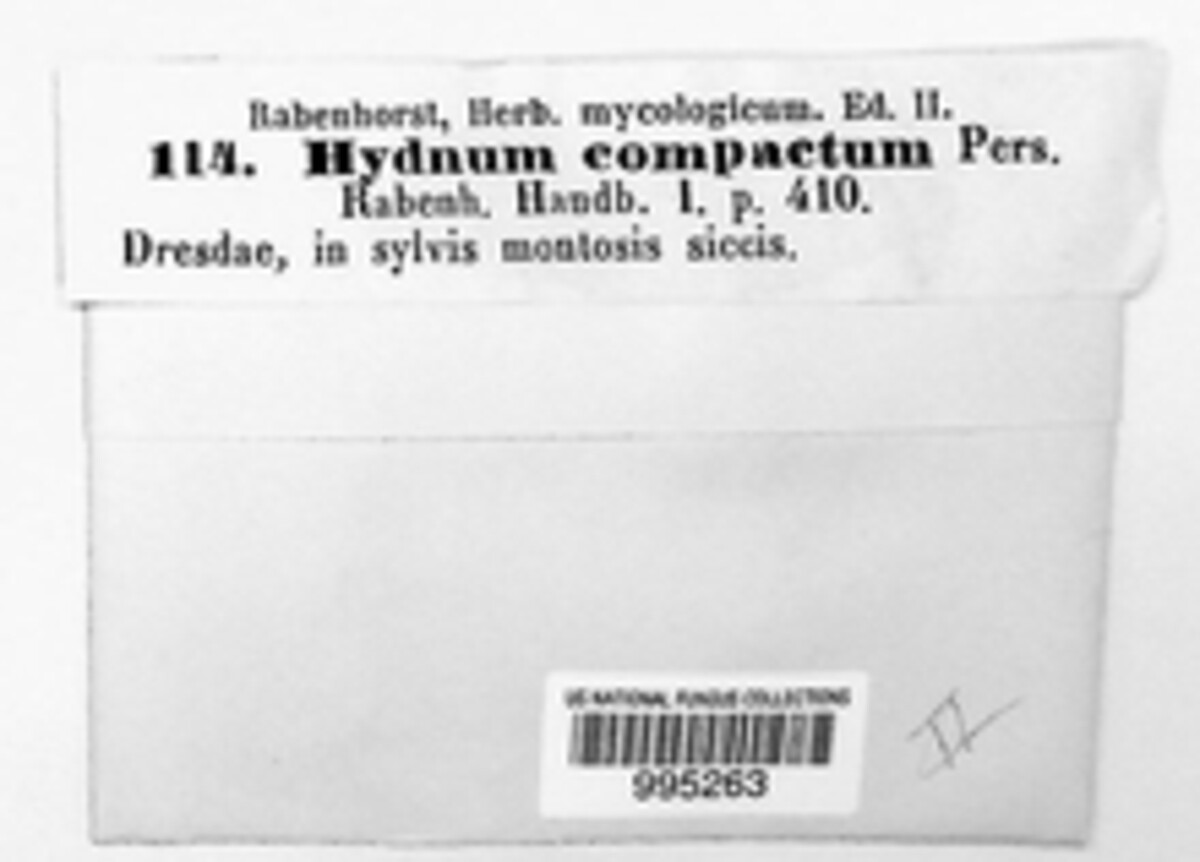 Rabenhorst, Herb. mycologicum. Ed. II.
114. Hydnum compactum Pers.
Rabenh. Handb. I. p. 410.
Dresdae, in sylvis montosis siccis.
US NATIONAL FUNGUS COLLECTIONS
995263